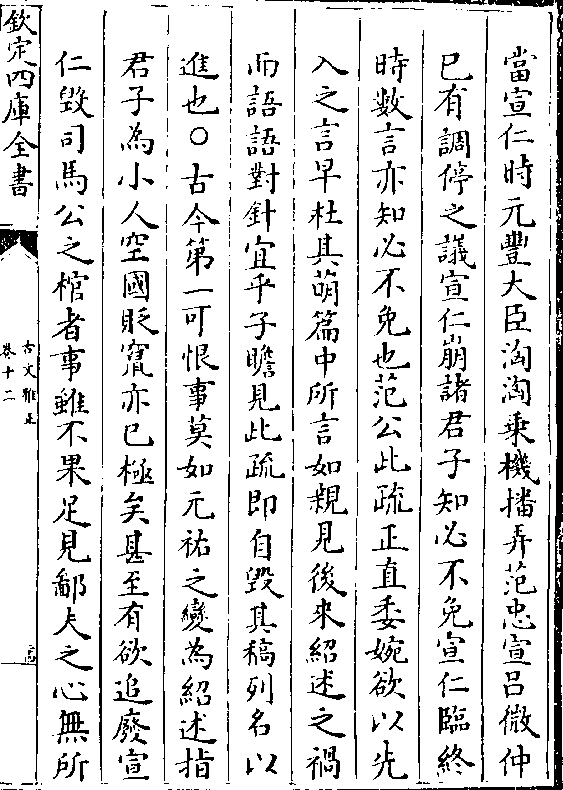 當宣仁時元豐大臣洶洶乗機播弄范忠宣吕微仲
已有調停之議宣仁崩諸君子知必不免宣仁臨終
時數言亦知必不免也范公此疏正直委婉欲以先
入之言早杜其萌篇中所言如親見後來紹述之禍
而語語對針宜乎子瞻見此疏即自毁其稿列名以
進也○古今第一可恨事莫如元祐之變為紹述指
君子為小人空國貶竄亦已極矣甚至有欲追廢宣
仁毁司馬公之棺者事雖不果足見鄙夫之心無所
欽定四庫全書
古文雅正
卷十二